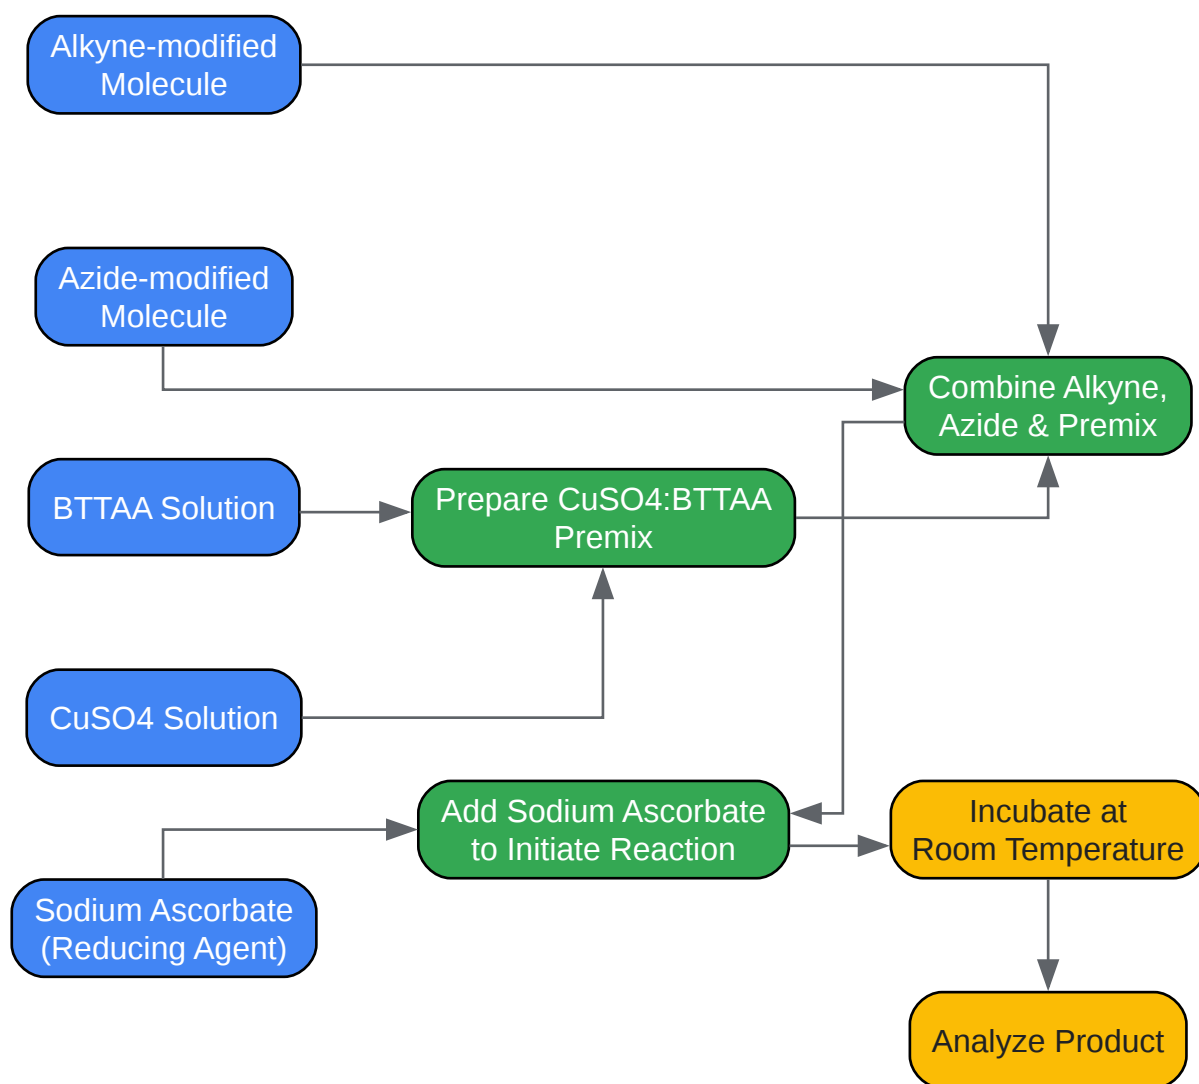 Alkyne-modified
Molecule
Azide-modified
Molecule
Combine Alkyne,
Azide & Premix
BTTAA Solution
Prepare CuSO4:BTTAA
Premix
CuSO4 Solution
Add Sodium Ascorbate
to Initiate Reaction
Incubate at
Room Temperature
Sodium Ascorbate
(Reducing Agent)
Analyze Product